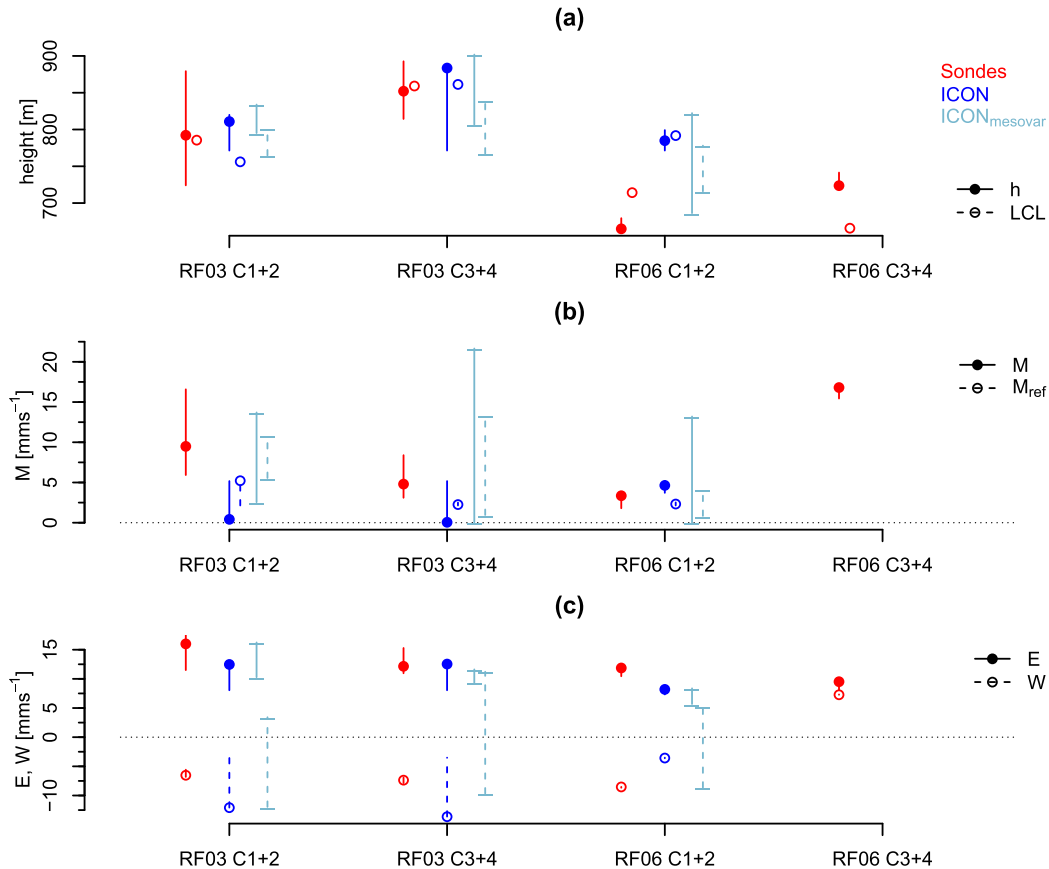 (a)
900
800
700
height [m]
Sondes
ICON
ICONmesovar
h
LCL
RF03 C1+2
RF03 C3+4
RF06 C1+2
RF06 C3+4
(b)
20
15
10
5
0
M [mms−1]
M
Mref
RF03 C1+2
RF03 C3+4
RF06 C1+2
RF06 C3+4
(c)
15
5
0
−10
E, W [mms−1]
E
W
RF03 C1+2
RF03 C3+4
RF06 C1+2
RF06 C3+4